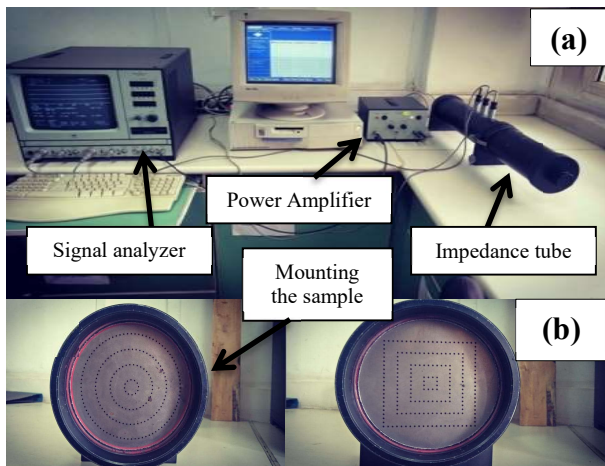 (a)
Power Amplifier
Signal analyzer
Impedance tube
Mounting
the sample
(b)